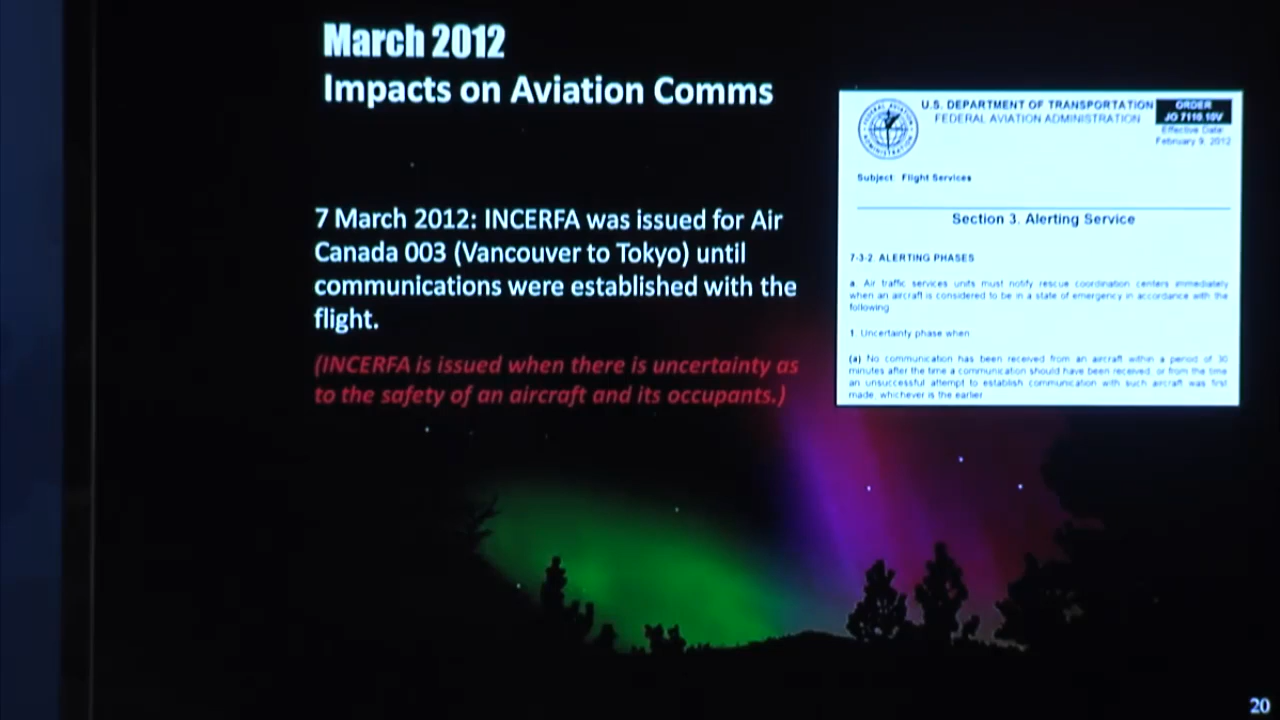 March 2012
Impacts on Aviation Comms
7 March 2012: INCERFA was issued for Air
Canada 003 (Vancouver to Tokyo) until
communications were established with the
flight.
(INCERFA is issued when there is uncertainty as
to the safety of an aircraft and its occupants.)
U.S. DEPARTMENT OF TRANSPORTATION
FEDERAL AVIATION ADMINISTRATION
ORDER
JO 7110.10V
Effective Date:
February 9, 2012
FEDERAL AVIATION
ADMINISTRATION
Subject: Flight Services
Section 3. Alerting Service
7-3-2. ALERTING PHASES
a. Air traffic services units must notify rescue coordination centers immediately
when an aircraft is considered to be in a state of emergency in accordance with the
following
1. Uncertainty phase when
(a) No communication has been received from an aircraft within a period of 30
minutes after the time a communication should have been received, or from the time
an unsuccessful attempt to establish communication with such aircraft was first
made, whichever is the earlier
20